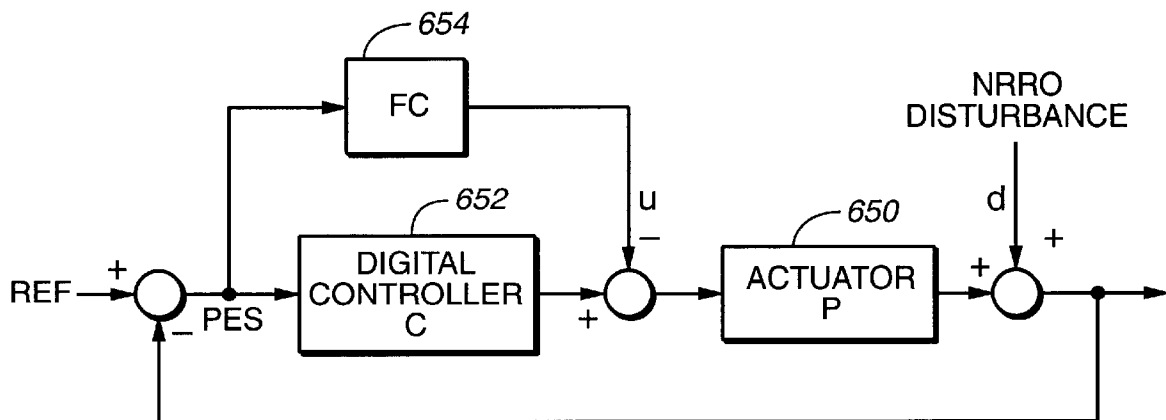 654
FC
NRRO
DISTURBANCE
652
u
−
650
d
+
+
REF
−
PES
DIGITAL
CONTROLLER
C
+
ACTUATOR
P
+